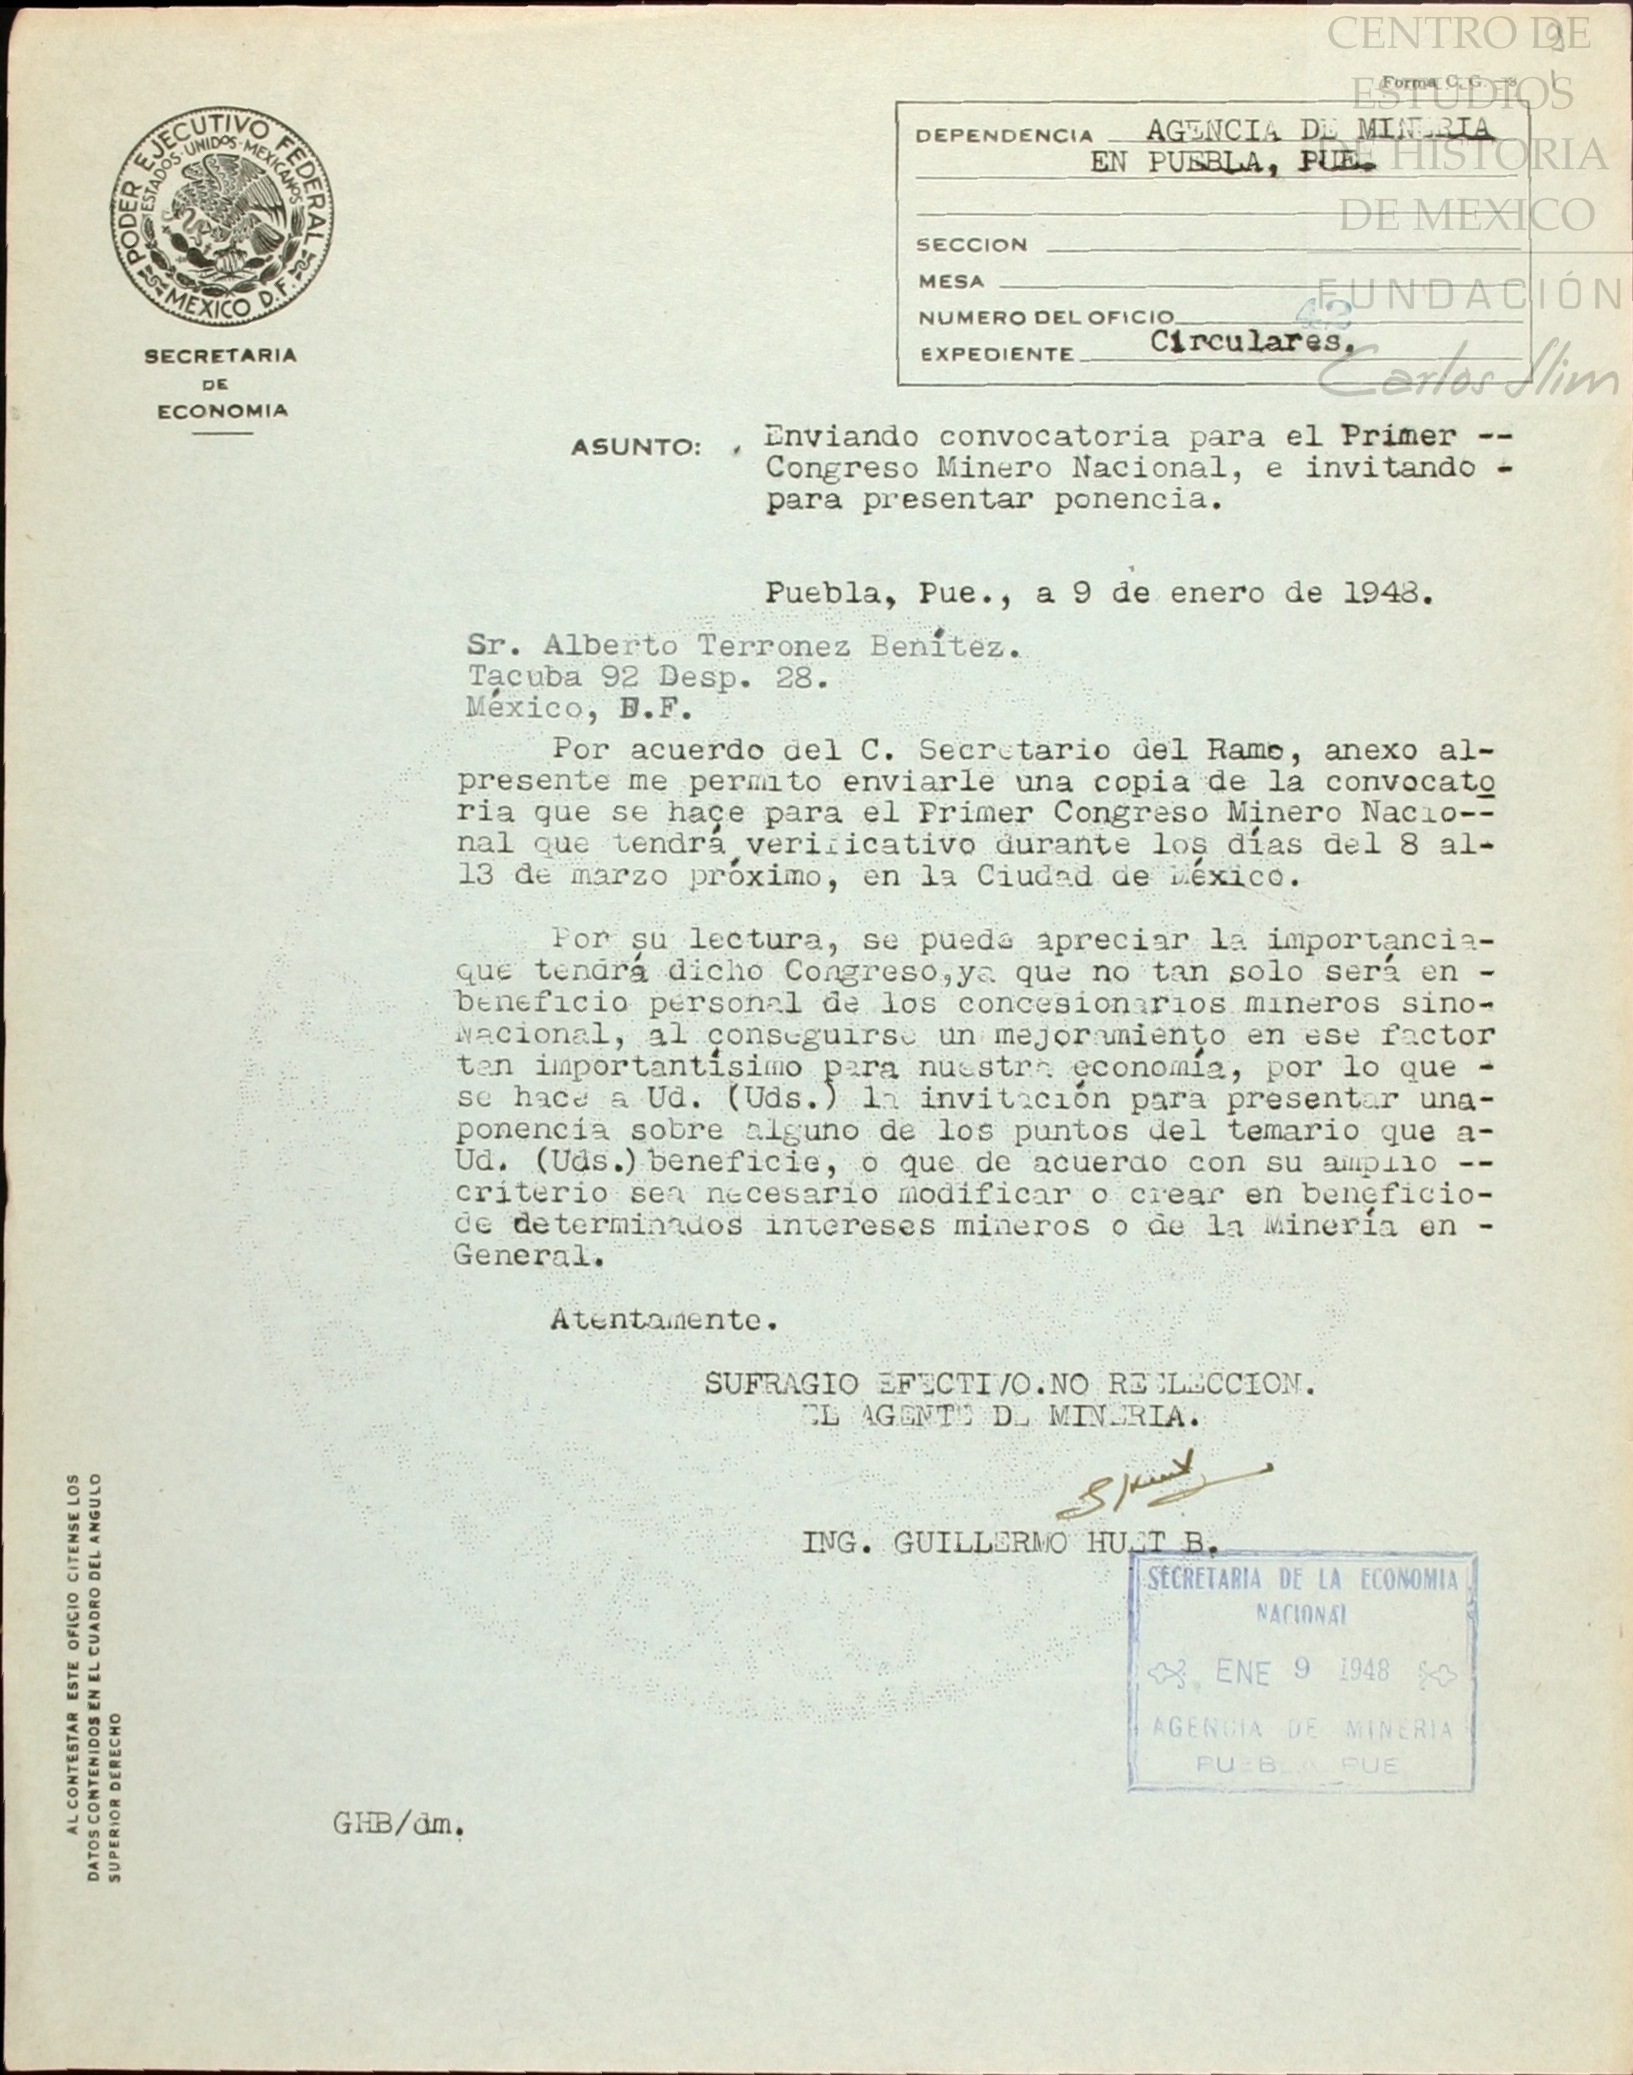 CENTRO DE
ESTUDIOS
DE HISTORIA
DE MEXICO
FUNDACIÓN
Carlos Slim
9
Forma C. G.
PODER EJECUTIVO FEDERAL
ESTADOS·UNIDOS·MEXICANOS
MEXICO D.F.
SECRETARIA
DE
ECONOMIA
DEPENDENCIA AGENCIA DE MINERIA
EN PUEBLA, PUE.
SECCION
MESA
NUMERO DEL OFICIO 42
EXPEDIENTE Circulares.
ASUNTO: Enviando convocatoria para el Primer --
Congreso Minero Nacional, e invitando -
para presentar ponencia.
Puebla, Pue., a 9 de enero de 1948.
Sr. Alberto Terronez Benítez.
Tacuba 92 Desp. 28.
México, D.F.
Por acuerdo del C. Secretario del Ramo, anexo al-
presente me permito enviarle una copia de la convocato
ria que se hace para el Primer Congreso Minero Nacio--
nal que tendrá verificativo durante los días del 8 al-
13 de marzo próximo, en la Ciudad de México.
Por su lectura, se puede apreciar la importancia-
que tendrá dicho Congreso,ya que no tan solo será en -
beneficio personal de los concesionarios mineros sino-
Nacional, al conseguirse un mejoramiento en ese factor
tan importantísimo para nuestra economía, por lo que -
se hace a Ud. (Uds.) la invitación para presentar una-
ponencia sobre alguno de los puntos del temario que a-
Ud. (Uds.) beneficie, o que de acuerdo con su amplio --
criterio sea necesario modificar o crear en beneficio-
de determinados intereses mineros o de la Minería en -
General.
Atentamente.
SUFRAGIO EFECTIVO.NO REELECCION.
EL AGENTE DE MINERIA.
ING. GUILLERMO HUET B.
SECRETARIA DE LA ECONOMIA
NACIONAL
ENE 9 1948
AGENCIA DE MINERIA
PUEBLA PUE
GHB/dm.
AL CONTESTAR ESTE OFICIO CITENSE LOS
DATOS CONTENIDOS EN EL CUADRO DEL ANGULO
SUPERIOR DERECHO